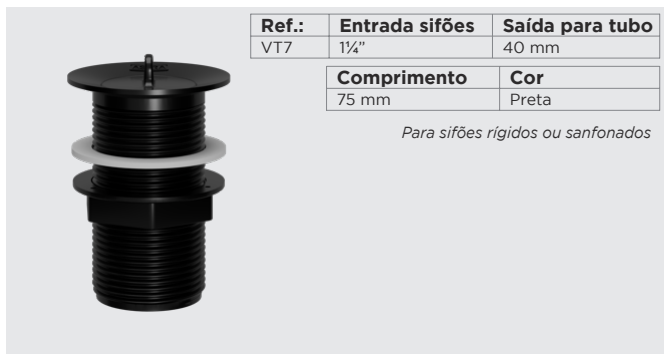 Ref.: Entrada sifões Saída para tubo
VT7 1¼” 40 mm
Comprimento Cor
75 mm Preta
Para sifões rígidos ou sanfonados